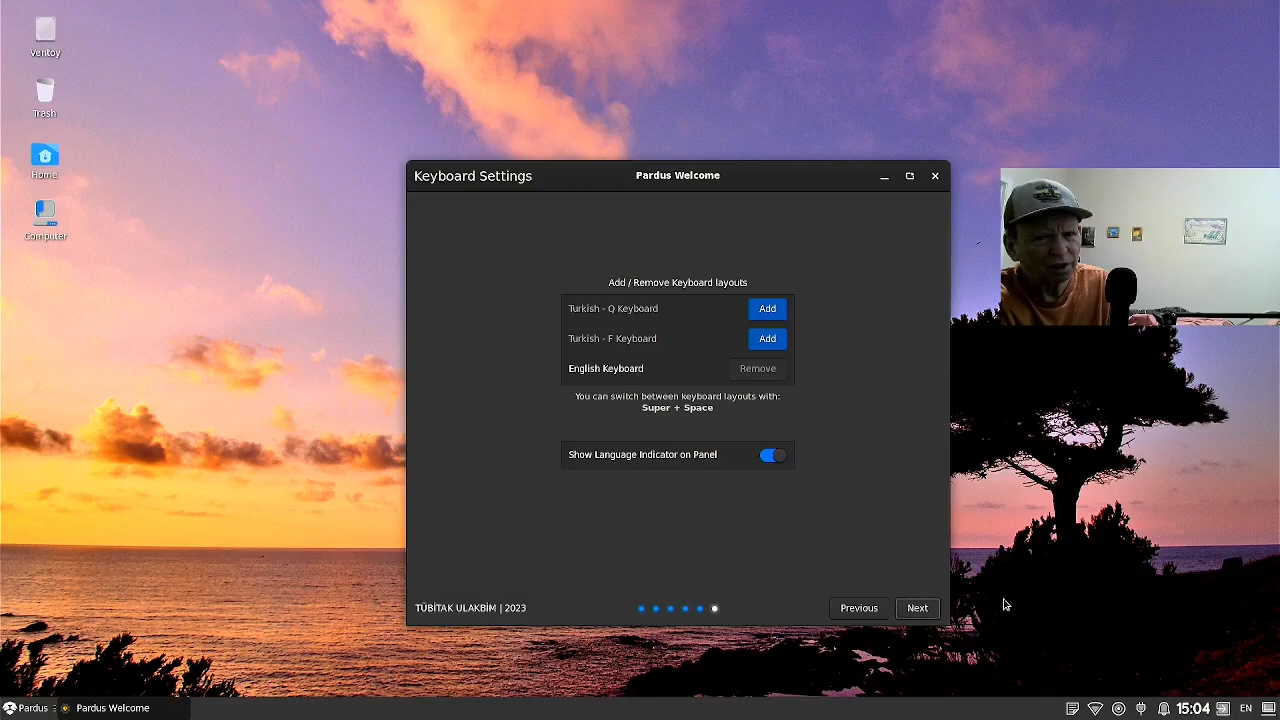 Ventoy
Trash
Home
Computer
Keyboard Settings
Pardus Welcome
Add / Remove Keyboard layouts
Turkish - Q Keyboard
Add
Turkish - F Keyboard
Add
English Keyboard
Remove
You can switch between keyboard layouts with:
Super + Space
Show Language Indicator on Panel
TÜBİTAK ULAKBİM | 2023
Previous
Next
Pardus
Pardus Welcome
15:04
EN